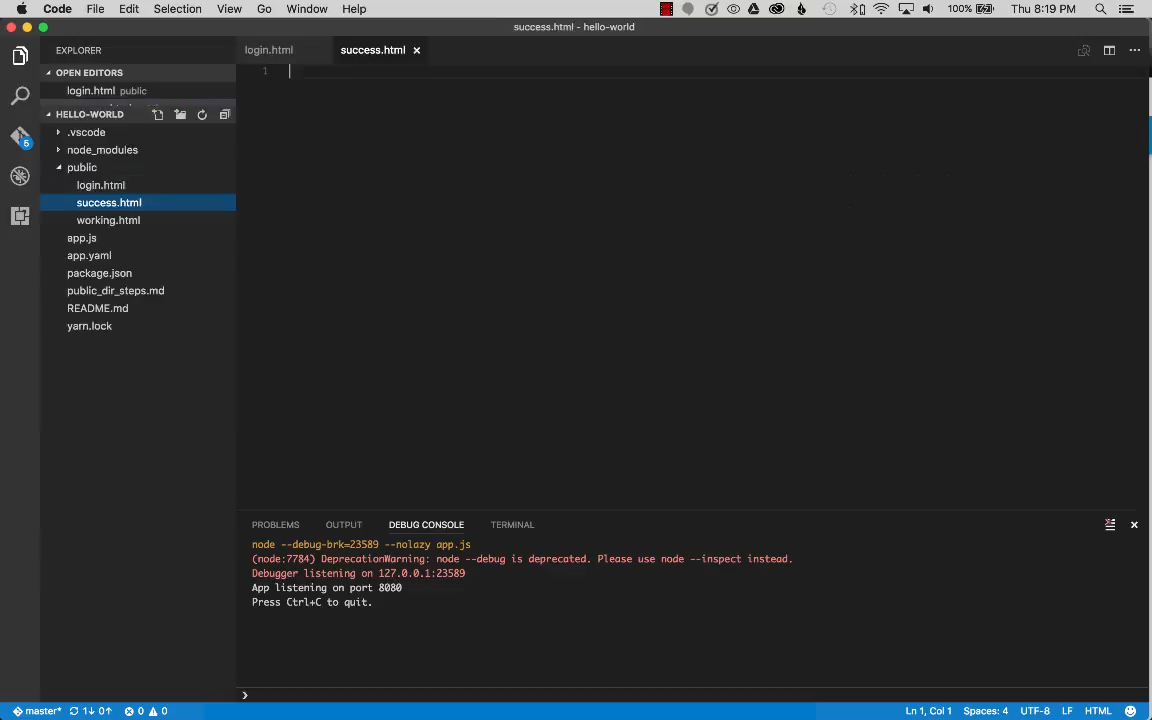 Code File Edit Selection View Go Window Help 100% Thu 8:19 PM
success.html - hello-world
EXPLORER
login.html success.html
OPEN EDITORS
login.html public
1
HELLO-WORLD
.vscode
5
node_modules
public
login.html
success.html
working.html
app.js
app.yaml
package.json
public_dir_steps.md
README.md
yarn.lock
PROBLEMS OUTPUT DEBUG CONSOLE TERMINAL
node --debug-brk=23589 --nolazy app.js
(node:7784) DeprecationWarning: node --debug is deprecated. Please use node --inspect instead.
Debugger listening on 127.0.0.1:23589
App listening on port 8080
Press Ctrl+C to quit.
master* 1↓ 0↑ 0 0 Ln 1, Col 1 Spaces: 4 UTF-8 LF HTML